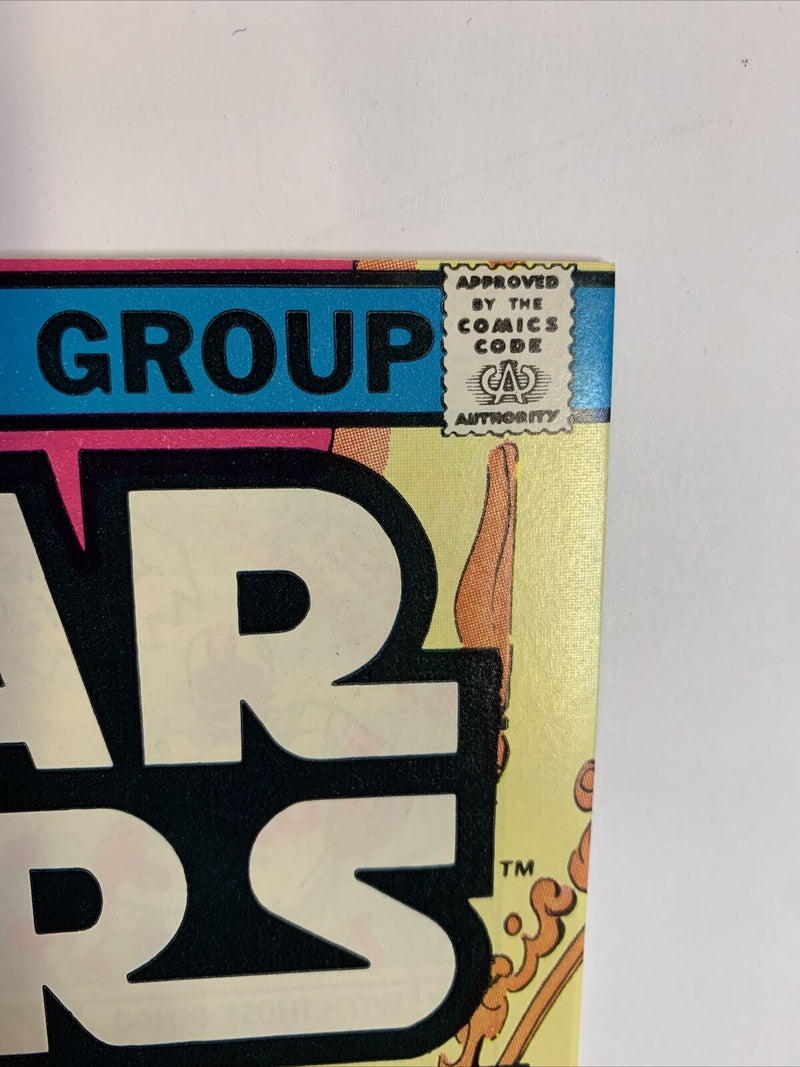 GROUP
APPROVED
BY THE
COMICS
CODE
A
AUTHORITY
AR
RS
TM